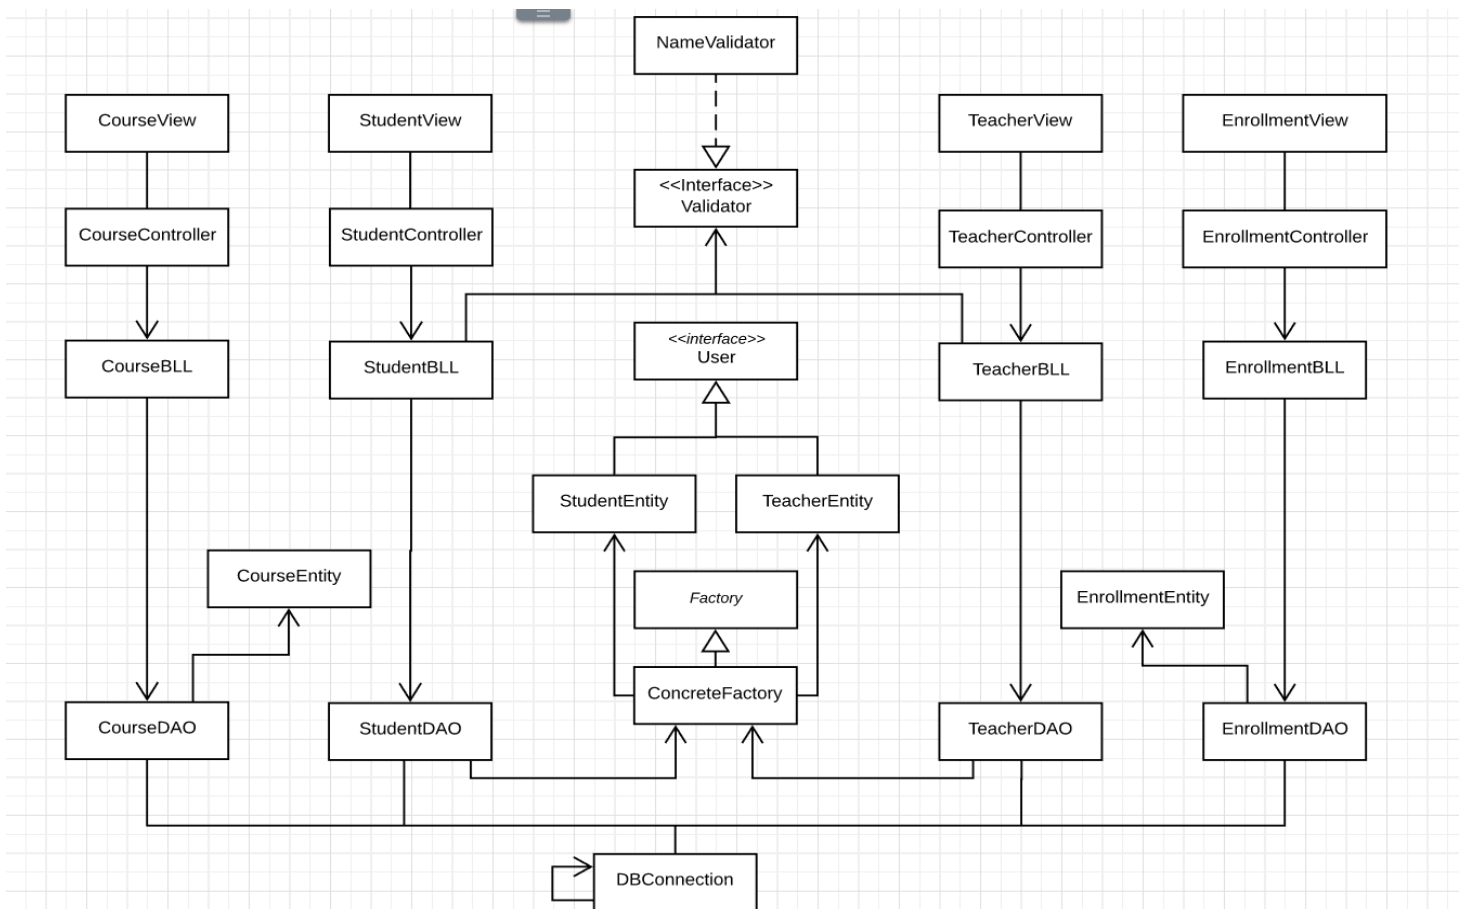 NameValidator
CourseView
StudentView
TeacherView
EnrollmentView
<<Interface>>
Validator
CourseController
StudentController
TeacherController
EnrollmentController
<<interface>>
User
CourseBLL
StudentBLL
TeacherBLL
EnrollmentBLL
StudentEntity
TeacherEntity
CourseEntity
Factory
EnrollmentEntity
ConcreteFactory
CourseDAO
StudentDAO
TeacherDAO
EnrollmentDAO
DBConnection